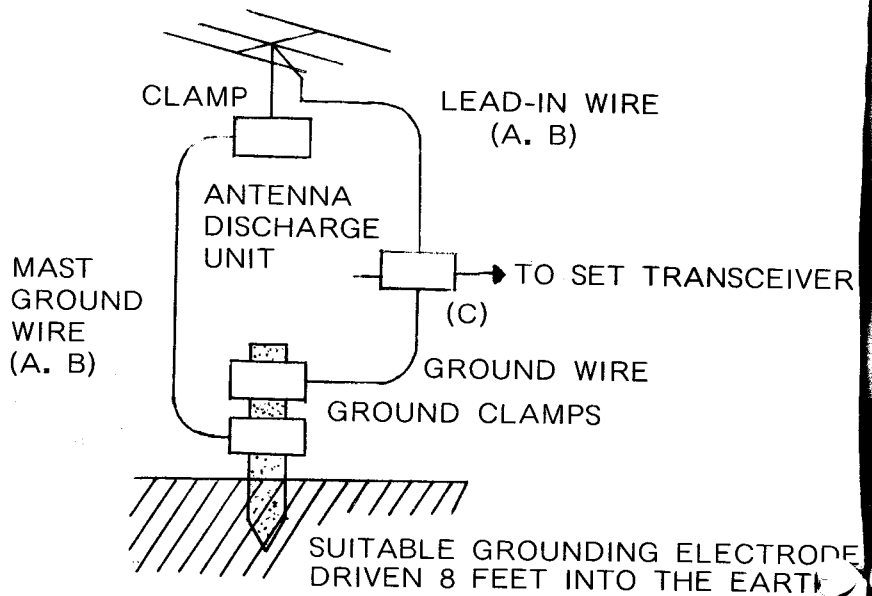 CLAMP
LEAD-IN WIRE
(A. B)
ANTENNA
DISCHARGE
UNIT
MAST
GROUND
WIRE
(A. B)
TO SET TRANSCEIVER
(C)
GROUND WIRE
GROUND CLAMPS
SUITABLE GROUNDING ELECTRODE
DRIVEN 8 FEET INTO THE EARTH